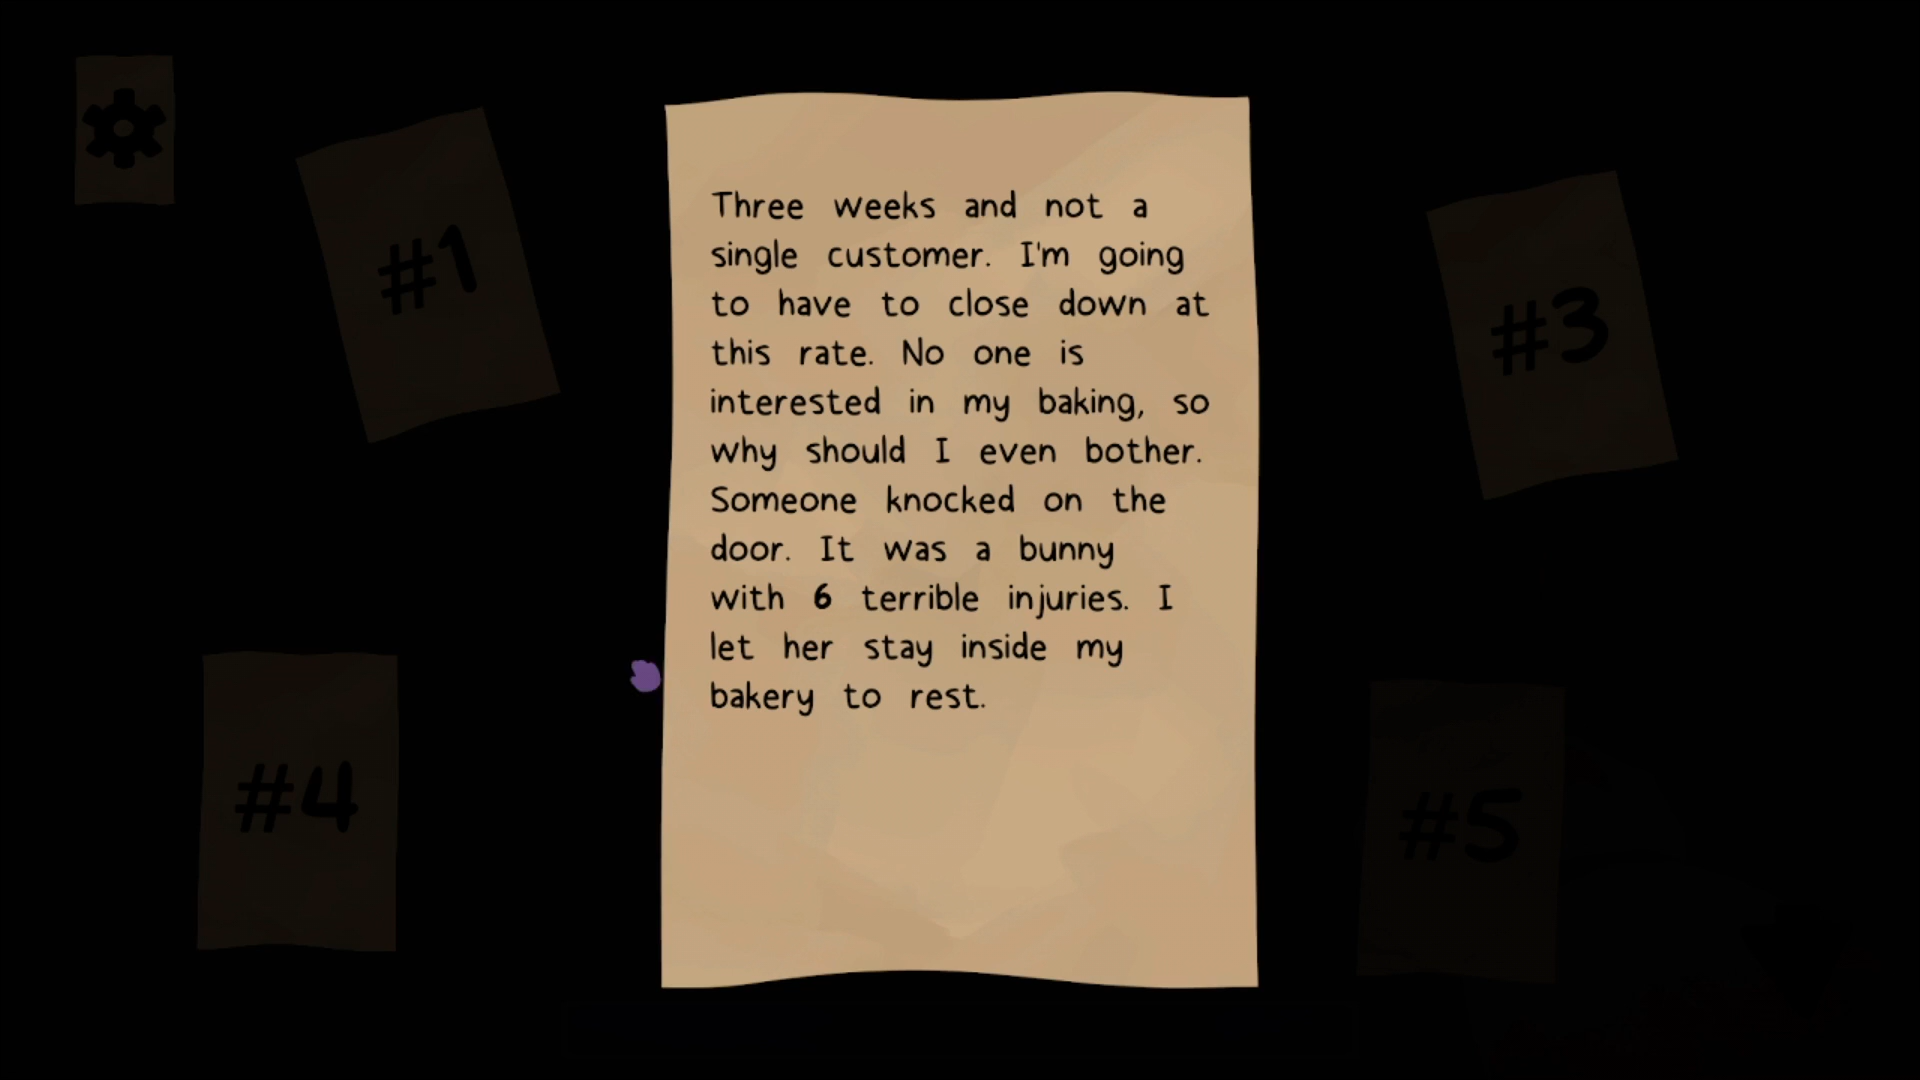 #1
Three weeks and not a
single customer. I'm going
to have to close down at
this rate. No one is
interested in my baking, so
why should I even bother.
Someone knocked on the
door. It was a bunny
with 6 terrible injuries. I
let her stay inside my
bakery to rest.
#3
#4
#5